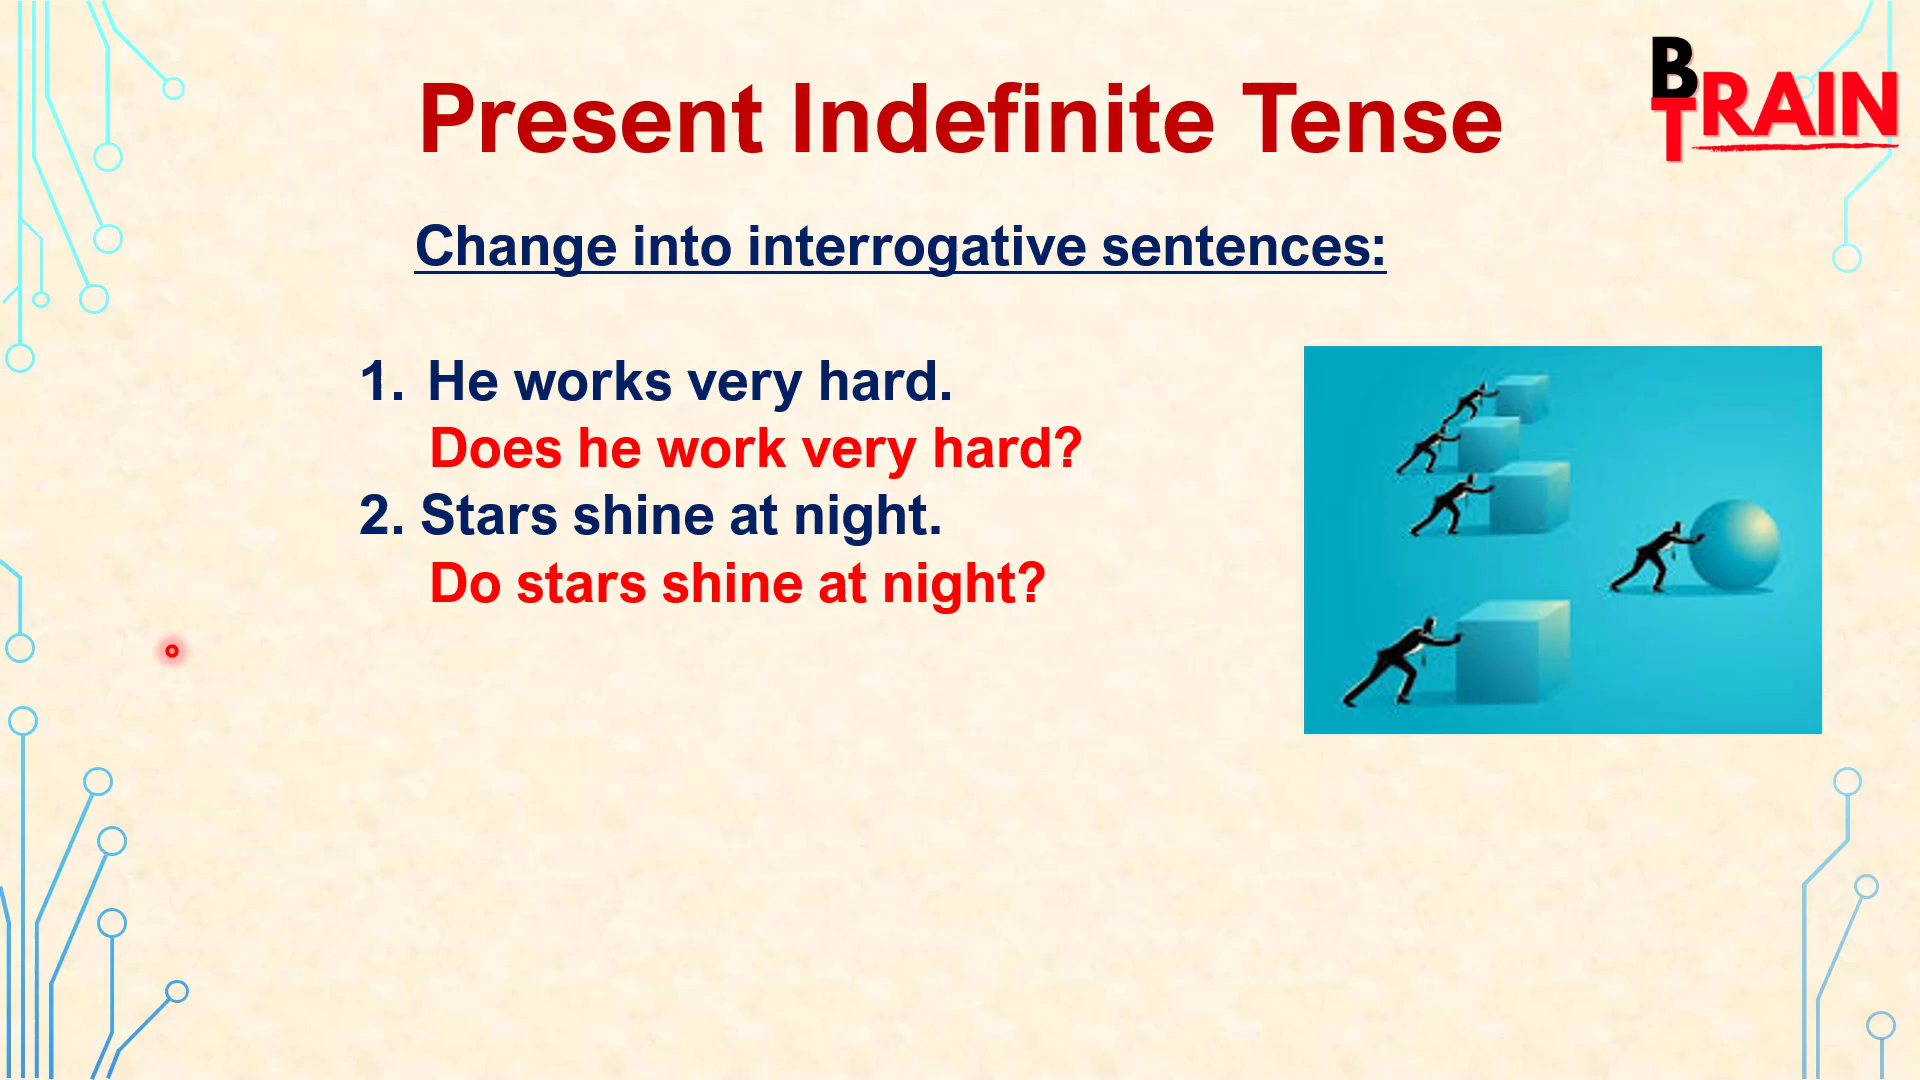 Present Indefinite Tense
B
TRAIN
Change into interrogative sentences:
1. He works very hard.
Does he work very hard?
2. Stars shine at night.
Do stars shine at night?